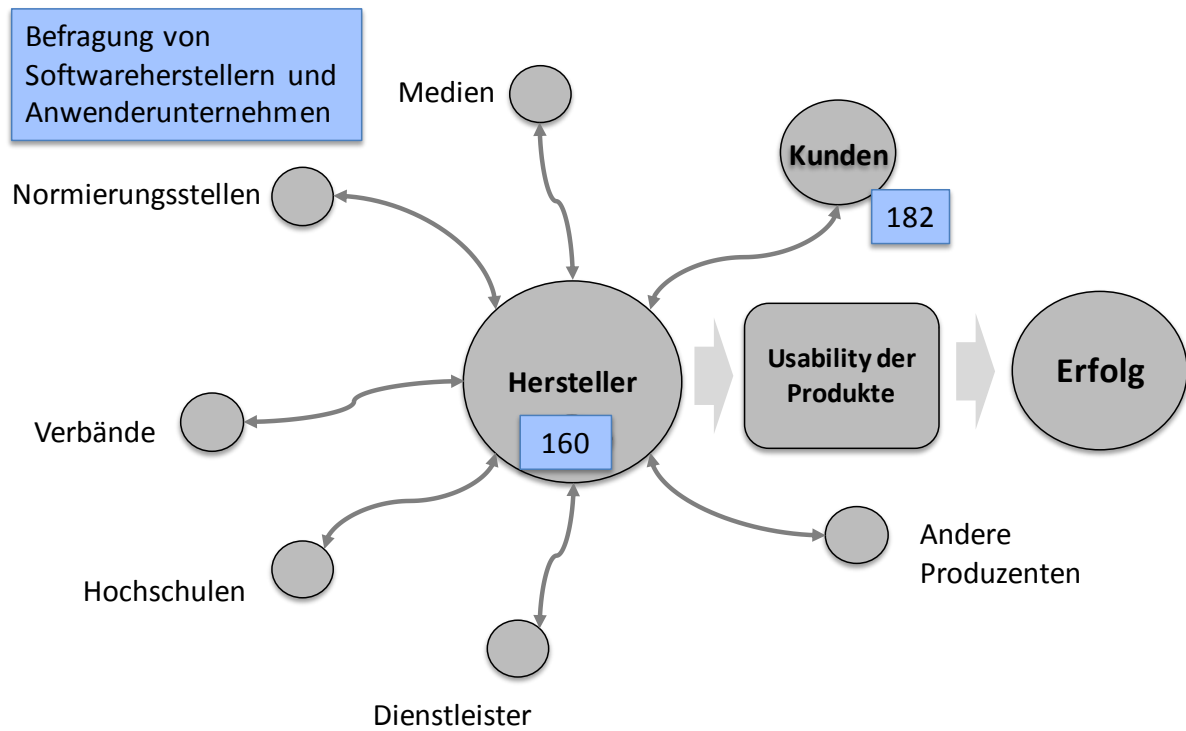 Befragung von
Softwareherstellern und
Anwenderunternehmen
Medien
Kunden
182
Normierungsstellen
Hersteller
160
Usability der
Produkte
Erfolg
Verbände
Andere
Produzenten
Hochschulen
Dienstleister